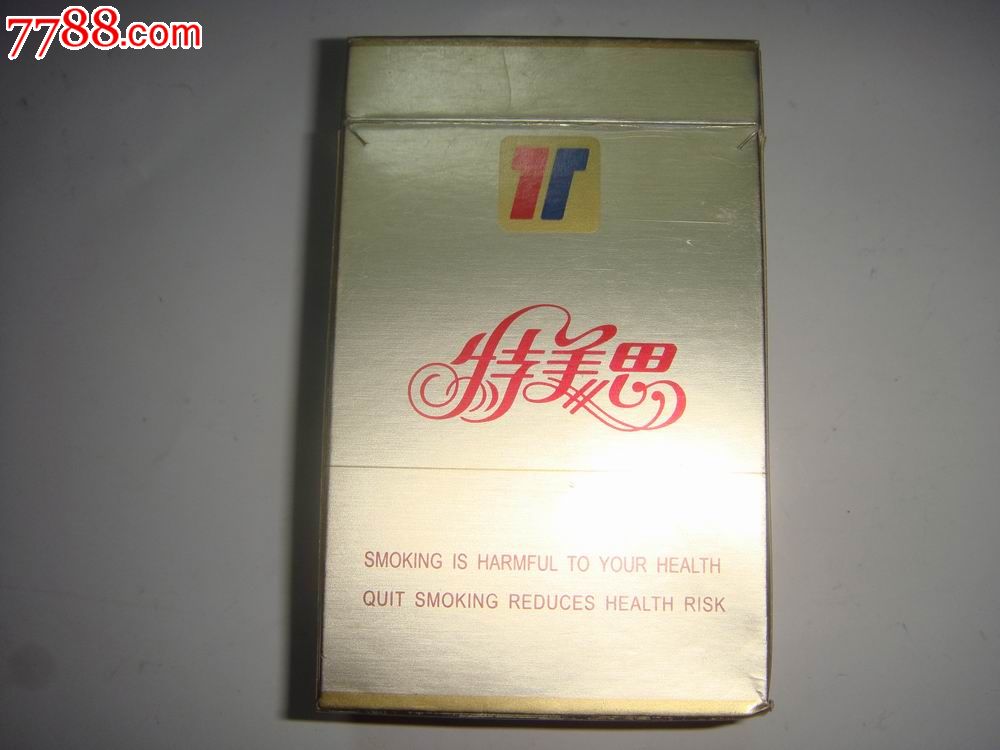 7788.com
特美思
SMOKING IS HARMFUL TO YOUR HEALTH
QUIT SMOKING REDUCES HEALTH RISK